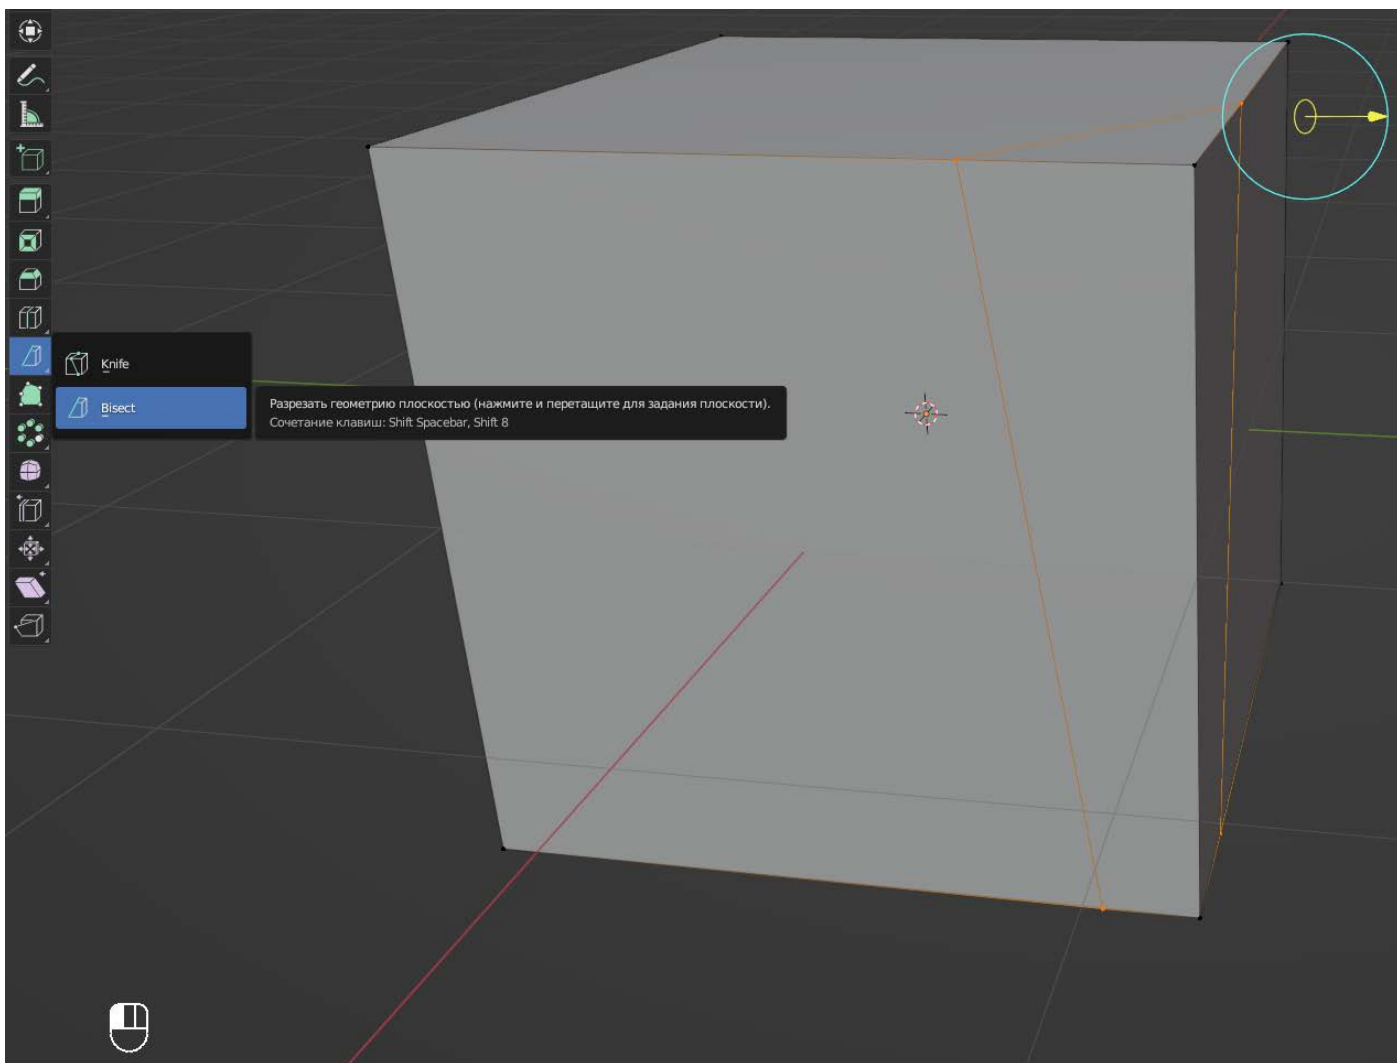 Knife
Bisect
Разрезать геометрию плоскостью (нажмите и перетащите для задания плоскости).
Сочетание клавиш: Shift Spacebar, Shift 8